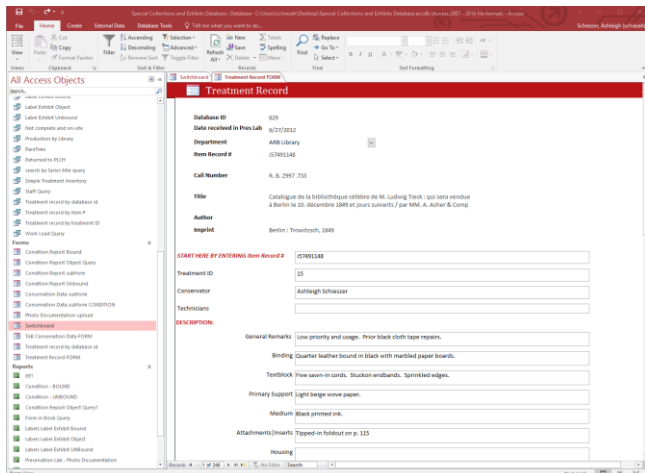 Special Collections and Exhibits Database: Database- C:\Users\schiesah\Desktop\Special Collections and Exhibits Database.accdb (Access 2007 - 2016 file format) - Access
Schieszer, Ashleigh (schiesah)
File Home Create External Data Database Tools Tell me what you want to do...
View
Views
Paste
Cut
Copy
Format Painter
Clipboard
Filter
Ascending
Descending
Remove Sort
Selection
Advanced
Toggle Filter
Sort & Filter
Refresh All
New
Save
Delete
Totals
Spelling
More
Records
Find
Replace
Go To
Select
Find
B I U
Text Formatting
All Access Objects
Search...
Label Exhibit Bound
Label Exhibit Object
Label Exhibit Unbound
Not complete and on-site
Production by Library
RareTime
Returned to PLCH
search by Series title query
Simple Treatment Inventory
Staff Query
Treatment record by database id
Treatment record by item #
Treatment record by treatment ID
Work Load Query
Forms
Condition Report Bound
Condition Report Object Query
Condition Report subform
Condition Report Unbound
Conservation Data subform
Conservation Data subform CONDITION
Photo Documentation upload
Switchboard
TAB Conservation Data FORM
Treatment record by database id
Treatment Record FORM
Reports
691
Condition - BOUND
Condition - UNBOUND
Condition Report Object Query1
Form in Book Query
Labels Label Exhibit Bound
Labels Label Exhibit Object
Labels Label Exhibit UNBound
Preservation Lab - Photo Documentation
Switchboard
Treatment Record FORM
Treatment Record
Database ID 629
Date received in Pres Lab 6/27/2012
Department ARB Library
Item Record # i57491148
Call Number R. B. Z997 .T55
Title Catalogue de la bibliothèque célèbre de M. Ludwig Tieck : qui sera vendue
à Berlin le 10. décembre 1849 et jours suivants / par MM. A. Asher & Comp
Author
Imprint Berlin : Trowitzsch, 1849
START HERE BY ENTERING Item Record # i57491148
Treatment ID 15
Conservator Ashleigh Schieszer
Technicians
DESCRIPTION:
General Remarks Low priority and usage. Prior black cloth tape repairs.
Binding Quarter leather bound in black with marbled paper boards.
Textblock Five sawn-in cords. Stuckon endbands. Sprinkled edges.
Primary Support Light beige wove paper.
Medium Black printed ink.
Attachments|Inserts Tipped-in foldout on p. 115
Housing
Record: 1 of 246 No Filter Search